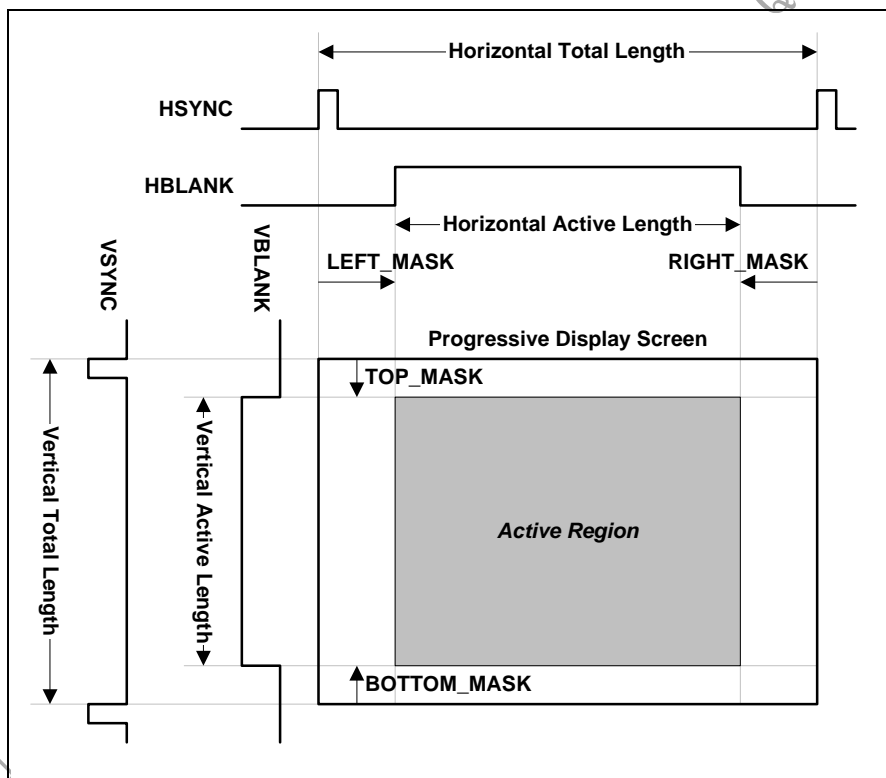 Horizontal Total Length
HSYNC
HBLANK
Horizontal Active Length
LEFT_MASK
RIGHT_MASK
VSYNC
VBLANK
Progressive Display Screen
TOP_MASK
Vertical Total Length
Vertical Active Length
Active Region
BOTTOM_MASK